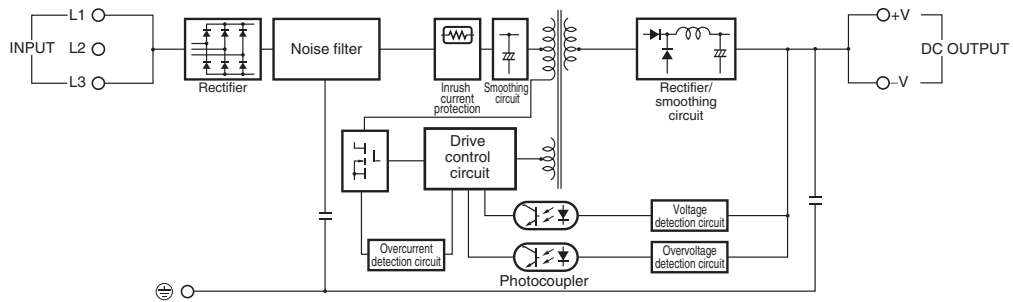 L1
INPUT
L2
L3
Rectifier
Noise filter
Inrush
current
protection
Smoothing
circuit
Rectifier/
smoothing
circuit
+V
DC OUTPUT
−V
Drive
control
circuit
Overcurrent
detection circuit
Photocoupler
Voltage
detection circuit
Overvoltage
detection circuit